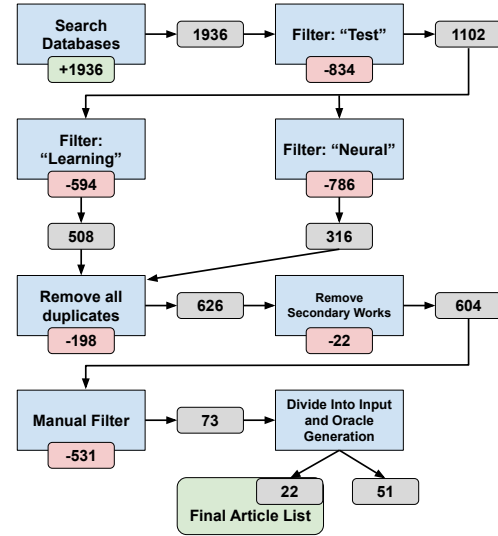 Search
Databases
+1936
1936
Filter: “Test”
-834
1102
Filter:
“Learning”
-594
508
Filter: “Neural”
-786
316
Remove all
duplicates
-198
626
Remove
Secondary Works
-22
604
Manual Filter
-531
73
Divide Into Input
and Oracle
Generation
22
51
Final Article List